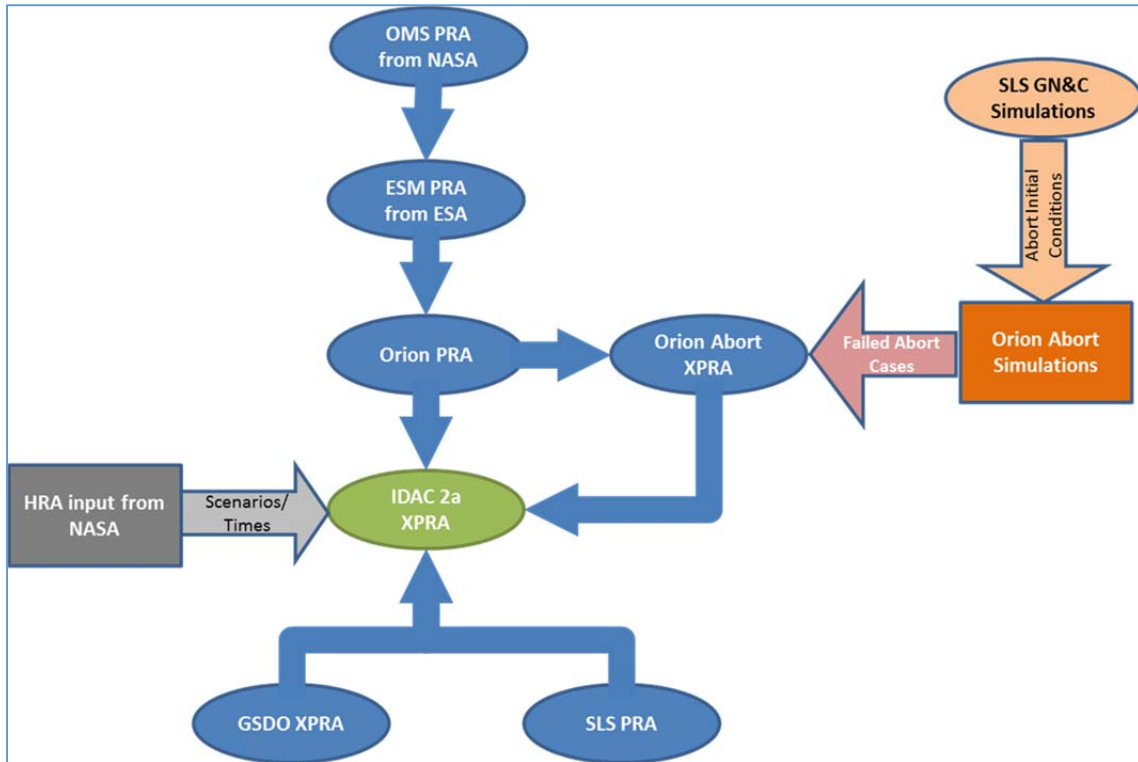 OMS PRA
from NASA
SLS GN&C
Simulations
ESM PRA
from ESA
Abort Initial
Conditions
Orion PRA
Orion Abort
XPRA
Failed Abort
Cases
Orion Abort
Simulations
HRA input from
NASA
Scenarios/
Times
IDAC 2a
XPRA
GSDO XPRA
SLS PRA